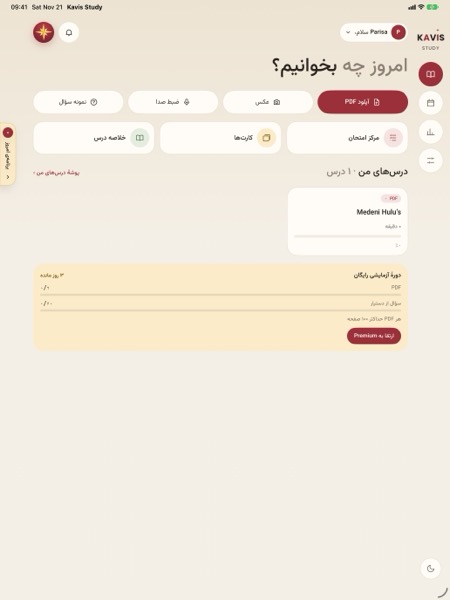 09:41 Sat Nov 21 Kavis Study
KAVIS
STUDY
P
سلام، Parisa
امروز چه بخوانیم؟
آپلود PDF
عکس
ضبط صدا
نمونه سؤال
مرکز امتحان
کارت‌ها
خلاصه درس
درس‌های من · ۱ درس
پوشهٔ درس‌های من ›
برنامه‌ی امروز
PDF
Medeni Hulu's
۰ دقیقه
دورهٔ آزمایشی رایگان
۳ روز مانده
PDF
سؤال از دستیار
هر PDF حداکثر ۱۰۰ صفحه
ارتقا به Premium